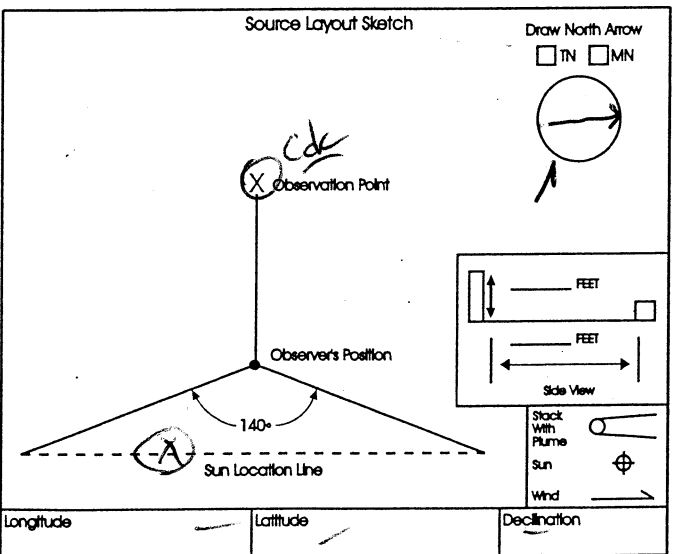 Source Layout Sketch
Draw North Arrow
TN MN
X Observation Point
FEET
FEET
Side View
Observer's Position
140°
Sun Location Line
Stack
With
Plume
Sun
Wind
Longitude Latitude Declination